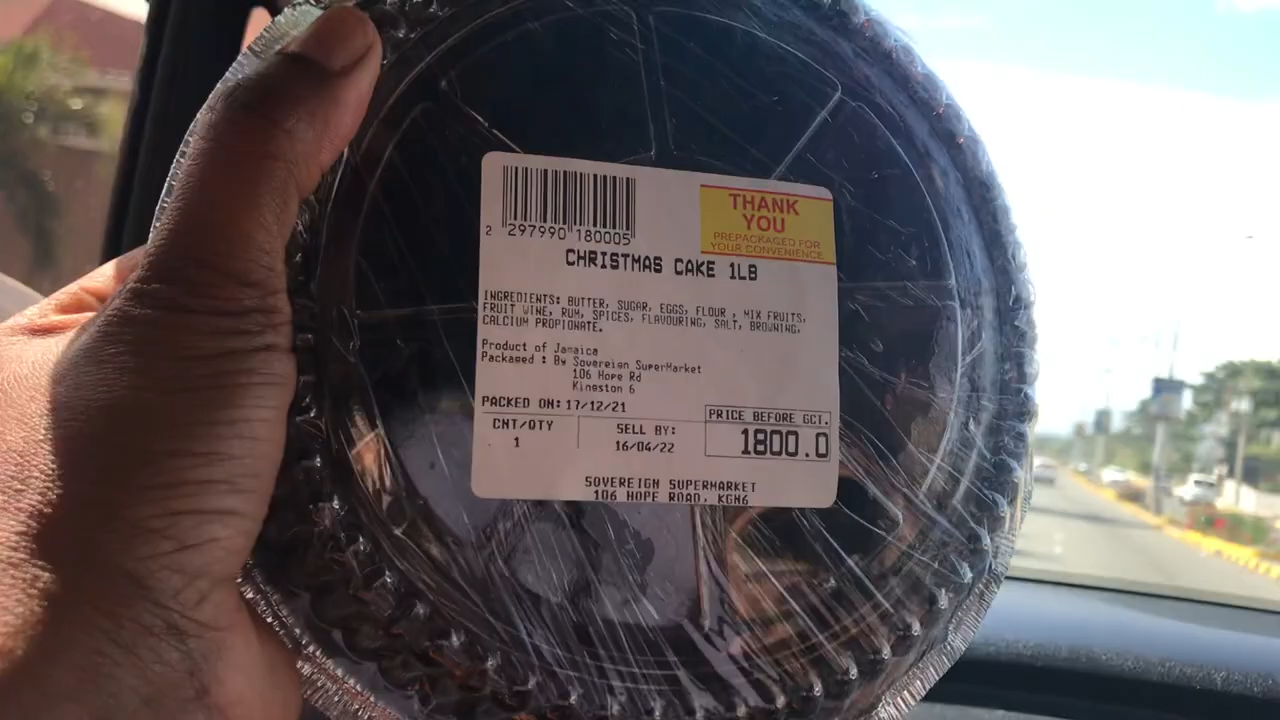 2 297990 180005
THANK
YOU
PREPACKAGED FOR
YOUR CONVENIENCE
CHRISTMAS CAKE 1LB
INGREDIENTS: BUTTER, SUGAR, EGGS, FLOUR , MIX FRUITS,
FRUIT WINE, RUM, SPICES, FLAVOURING, SALT, BROWNING,
CALCIUM PROPIONATE.
Product of Jamaica
Packaged : By Sovereign SuperMarket
106 Hope Rd
Kingston 6
PACKED ON: 17/12/21
CNT/QTY
1
SELL BY:
16/04/22
PRICE BEFORE GCT.
1800.0
SOVEREIGN SUPERMARKET
106 HOPE ROAD, KGN6